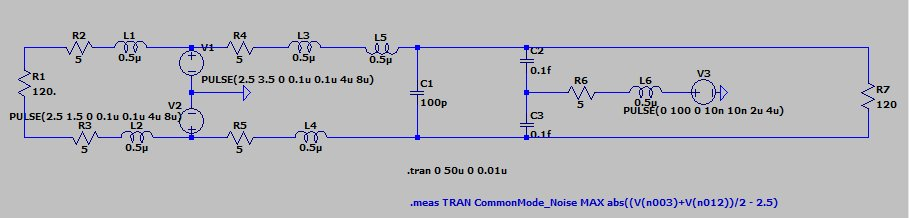 R2
L1
R4
L3
L5
5
0.5µ
V1
5
0.5µ
0.5µ
C2
R1
120.
PULSE(2.5 3.5 0 0.1u 0.1u 4u 8u)
C1
100p
0.1f
R6
L6
V3
5
0.5µ
R7
120
V2
PULSE(2.5 1.5 0 0.1u 0.1u 4u 8u)
PULSE(0 100 0 10n 10n 2u 4u)
R3
L2
R5
L4
C3
5
0.5µ
5
0.5µ
0.1f
.tran 0 50u 0 0.01u
.meas TRAN CommonMode_Noise MAX abs((V(n003)+V(n012))/2 - 2.5)